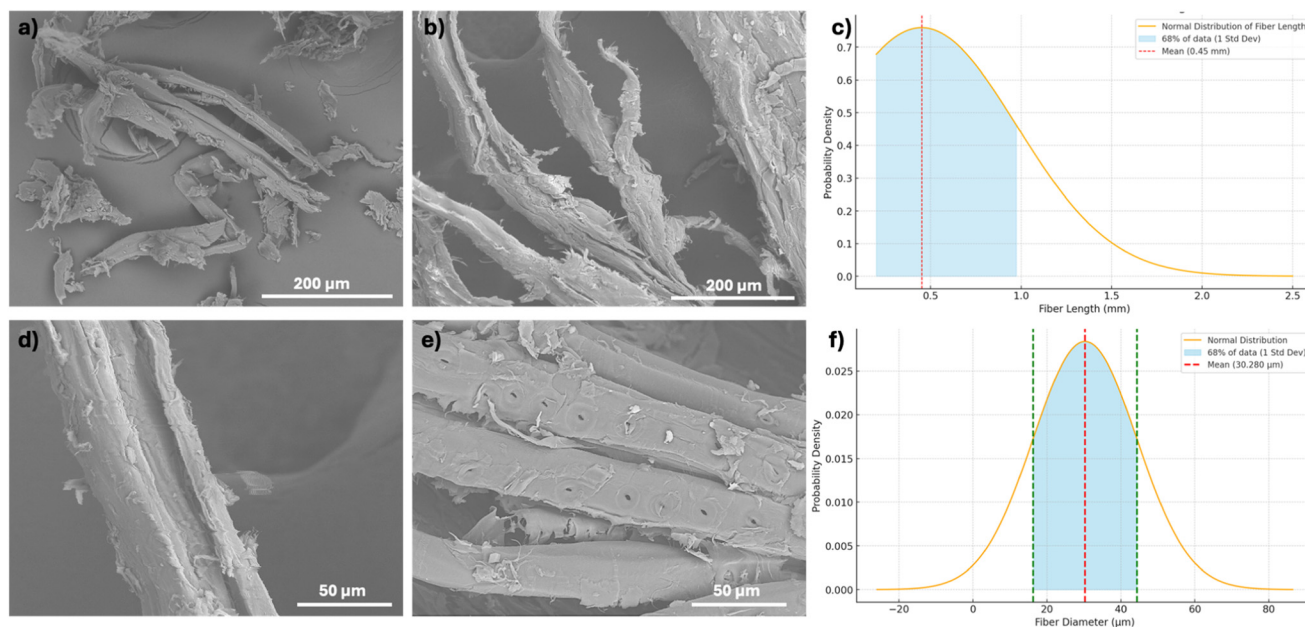 a)
200 µm
b)
200 µm
c)
Normal Distribution of Fiber Length
68% of data (1 Std Dev)
Mean (0.45 mm)
Probability Density
0.7
0.6
0.5
0.4
0.3
0.2
0.1
0.0
0.5
1.0
1.5
2.0
2.5
Fiber Length (mm)
d)
50 µm
e)
50 µm
f)
Normal Distribution
68% of data (1 Std Dev)
Mean (30.280 µm)
Probability Density
0.025
0.020
0.015
0.010
0.005
0.000
−20
0
20
40
60
80
Fiber Diameter (µm)